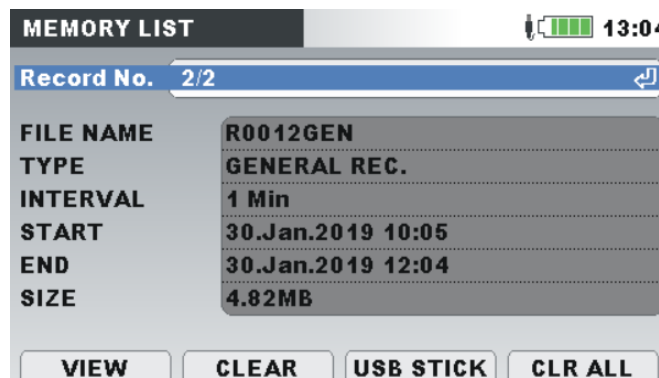 MEMORY LIST 13:04
Record No. 2/2
FILE NAME R0012GEN
TYPE GENERAL REC.
INTERVAL 1 Min
START 30.Jan.2019 10:05
END 30.Jan.2019 12:04
SIZE 4.82MB
VIEW CLEAR USB STICK CLR ALL